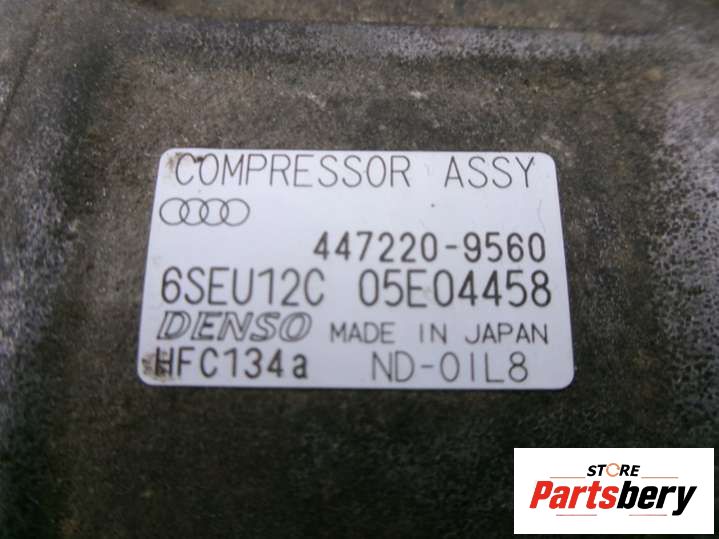 COMPRESSOR ASSY
447220-9560
6SEU12C 05E04458
DENSO MADE IN JAPAN
HFC134a ND-OIL8
STORE
Partsbery